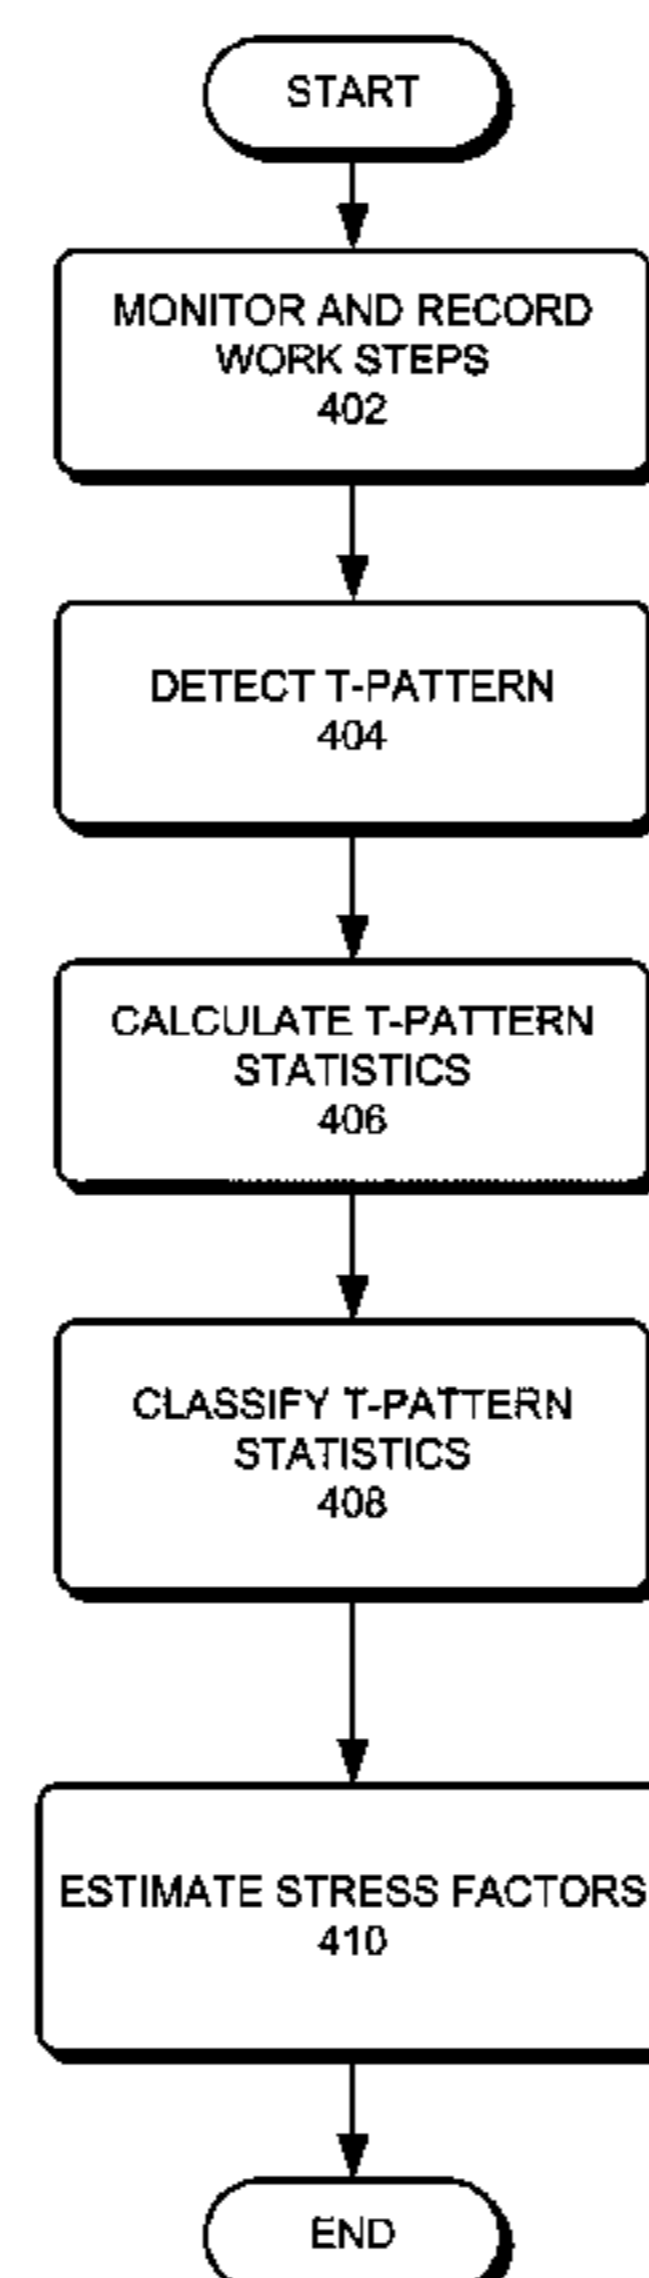 START
MONITOR AND RECORD
WORK STEPS
402
DETECT T-PATTERN
404
CALCULATE T-PATTERN
STATISTICS
406
CLASSIFY T-PATTERN
STATISTICS
408
ESTIMATE STRESS FACTORS
410
END